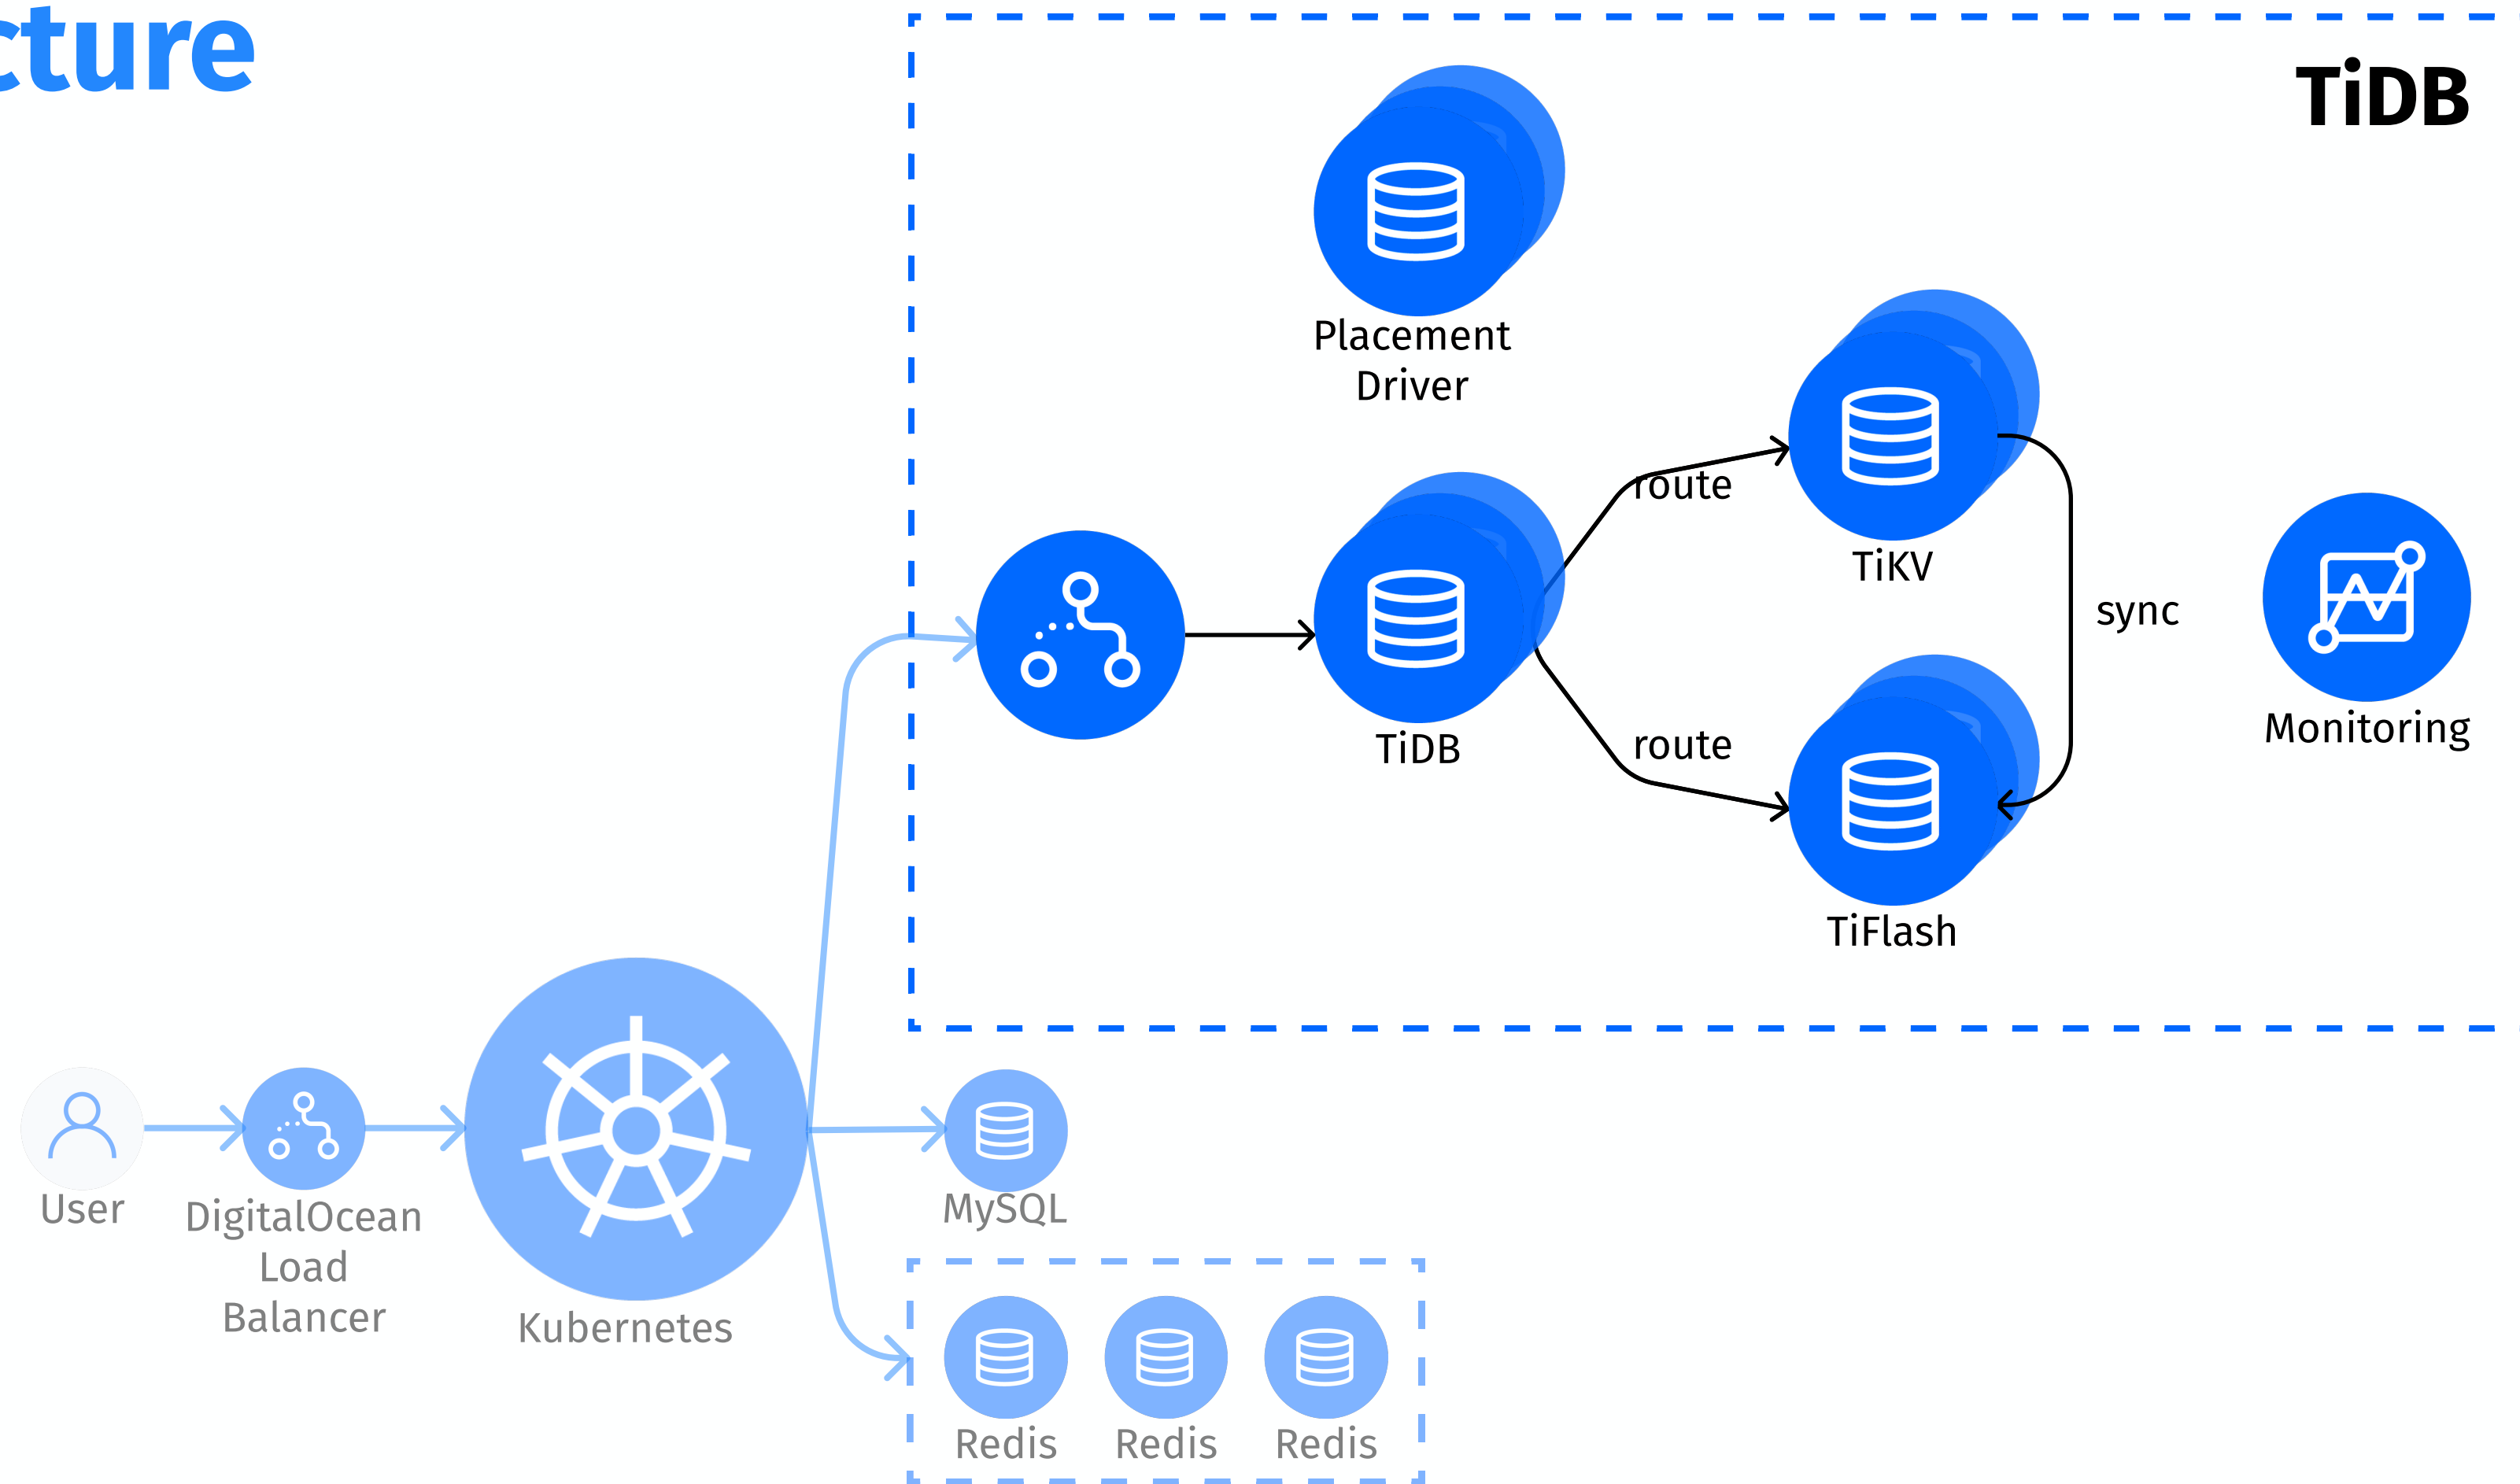 cture
TiDB
Placement
Driver
route
TiKV
sync
Monitoring
TiDB
route
TiFlash
User
DigitalOcean
Load
Balancer
Kubernetes
MySQL
Redis
Redis
Redis